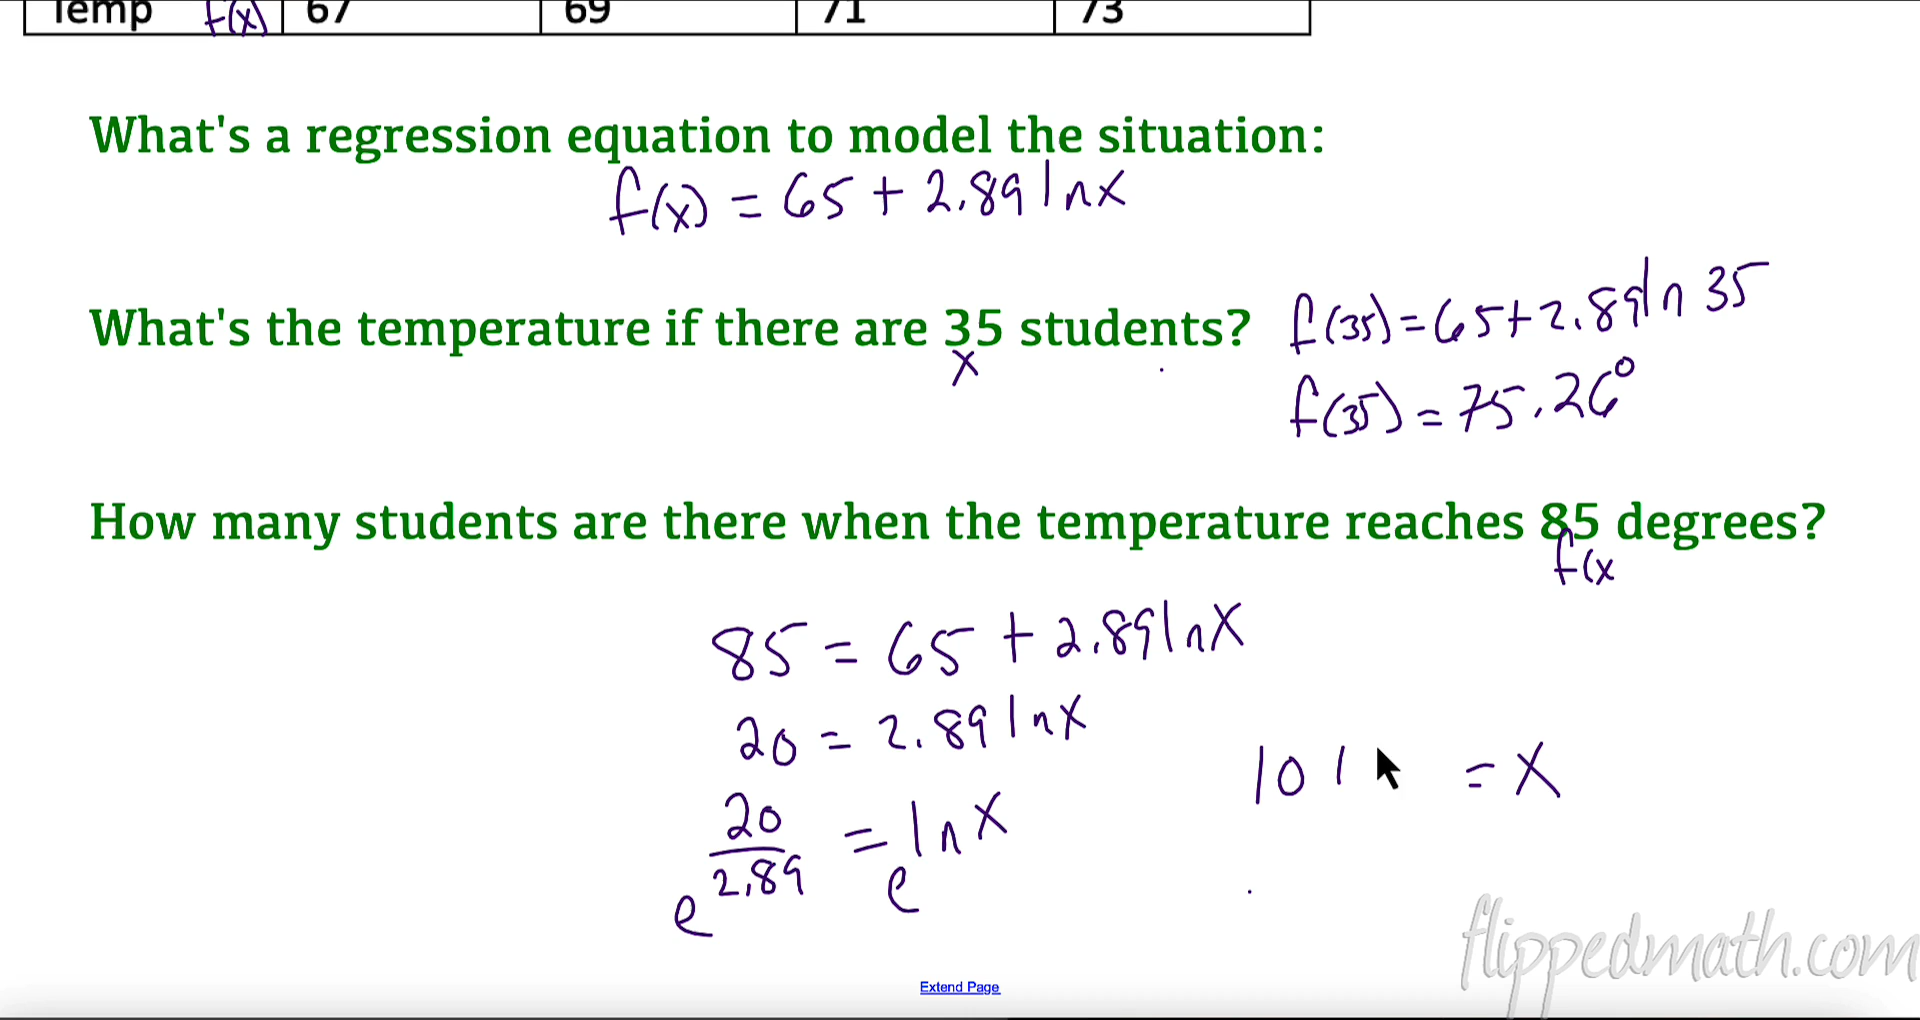 Temp f(x) 67 69 71 73
What's a regression equation to model the situation:
f(x) = 65 + 2.89 ln x
What's the temperature if there are 35 students?
x
f(35) = 65 + 2.89 ln 35
f(35) = 75.26°
How many students are there when the temperature reaches 85 degrees?
f(x
85 = 65 + 2.89 ln x
20 = 2.89 ln x
20
— = ln x
2.89
e e
101 = x
flippedmath.com
Extend Page